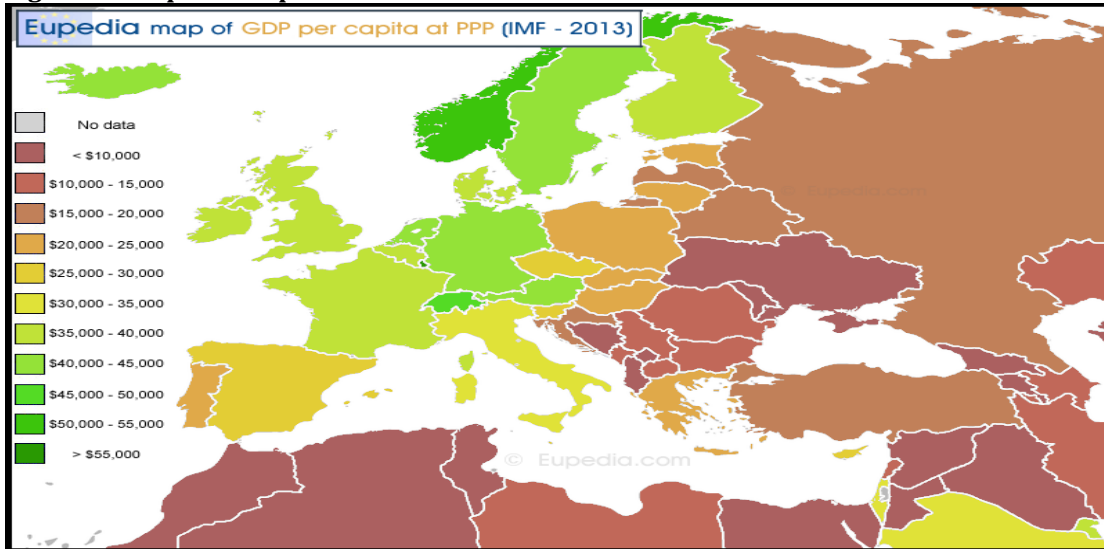 Eupedia map of GDP per capita at PPP (IMF - 2013)
No data
< $10,000
$10,000 - 15,000
$15,000 - 20,000
$20,000 - 25,000
$25,000 - 30,000
$30,000 - 35,000
$35,000 - 40,000
$40,000 - 45,000
$45,000 - 50,000
$50,000 - 55,000
> $55,000
© Eupedia.com
© Eupedia.com